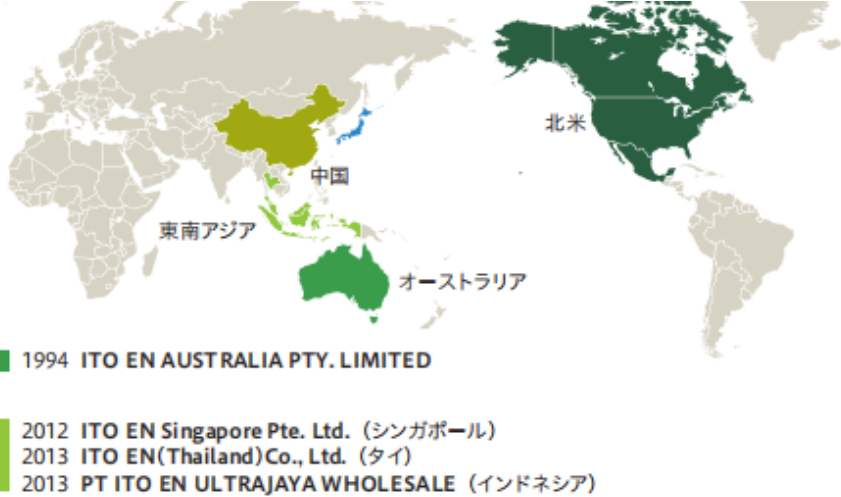 北米
中国
東南アジア
オーストラリア
1994 ITO EN AUSTRALIA PTY. LIMITED
2012 ITO EN Singapore Pte. Ltd.（シンガポール）
2013 ITO EN(Thailand)Co., Ltd.（タイ）
2013 PT ITO EN ULTRAJAYA WHOLESALE（インドネシア）